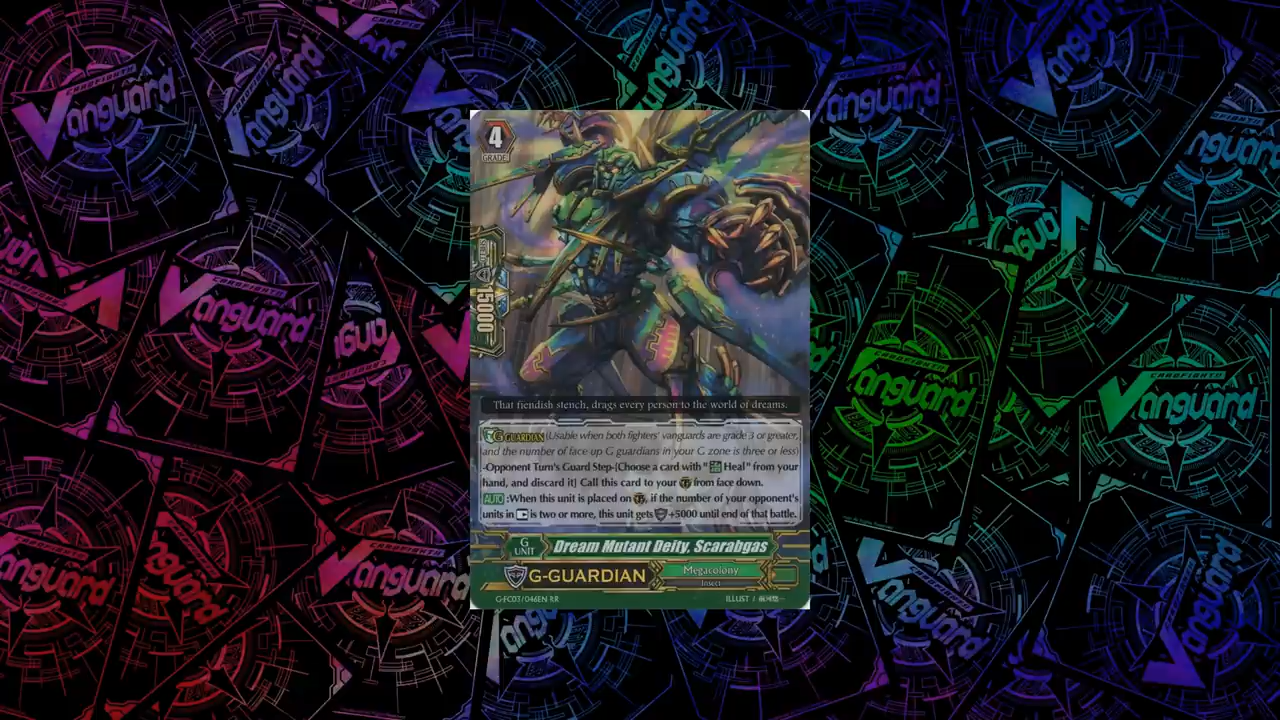 CARDFIGHT!!
Vanguard
4
GRADE
SHIELD
15000
That fiendish stench, drags every person to the world of dreams.
G GUARDIAN (Usable when both fighters' vanguards are grade 3 or greater,
and the number of face up G guardians in your G zone is three or less)
-Opponent Turn's Guard Step-[Choose a card with "Heal" from your
hand, and discard it] Call this card to your from face down.
AUTO :When this unit is placed on , if the number of your opponent's
units in is two or more, this unit gets +5000 until end of that battle.
G UNIT Dream Mutant Deity, Scarabgas
G-GUARDIAN Megacolony
Insect
G-FC03/046EN RR ILLUST /